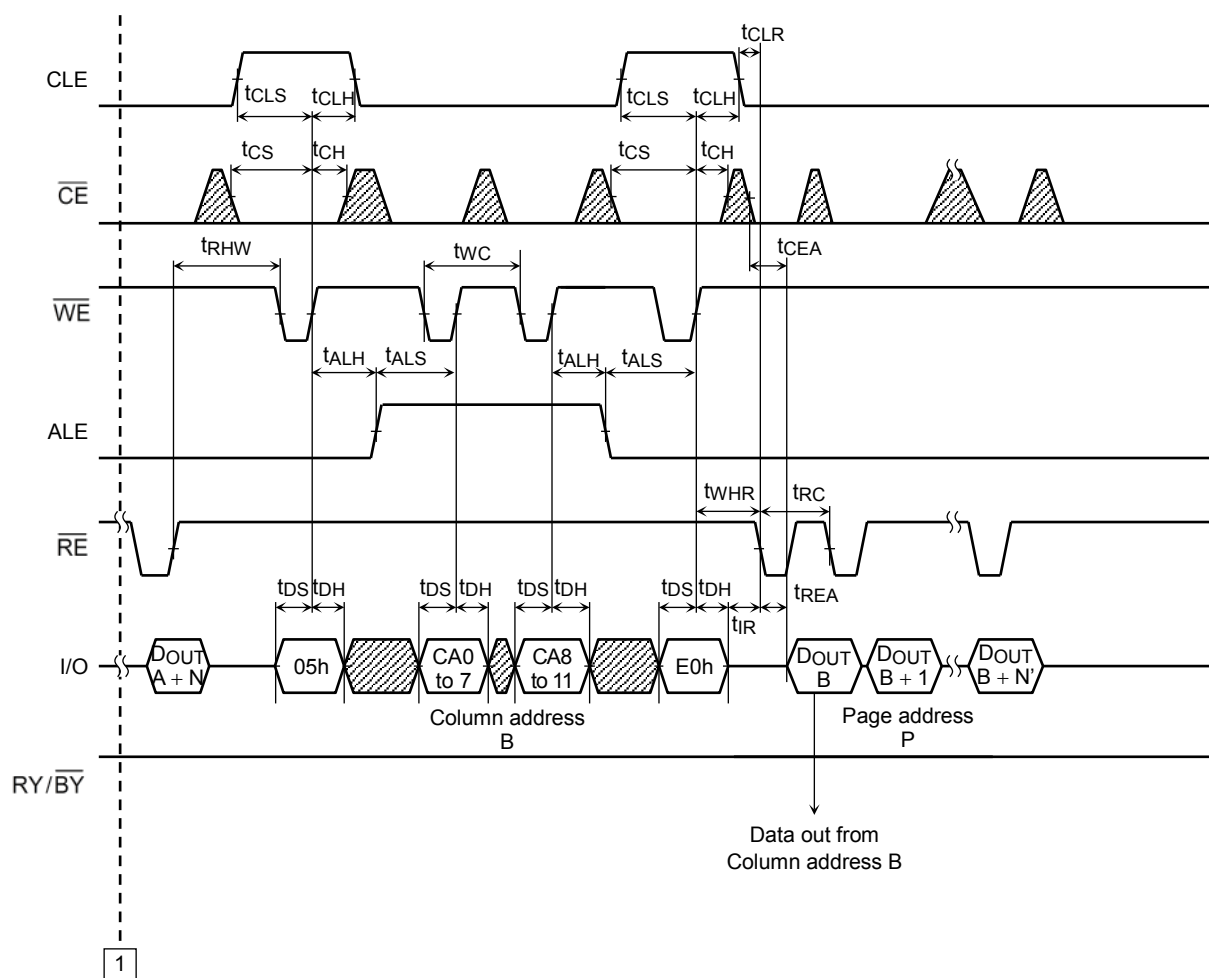 tCLR
CLE
tCLS tCLH tCLS tCLH
tCS tCH tCS tCH
CE
tRHW tWC tCEA
WE
tALH tALS tALH tALS
ALE
tWHR tRC
RE
tDS tDH tDS tDH tDS tDH tDS tDH tREA
tIR
I/O
DOUT
A + N
05h
CA0
to 7
CA8
to 11
E0h
DOUT
B
DOUT
B + 1
DOUT
B + N'
Column address
B
Page address
P
RY/BY
Data out from
Column address B
1